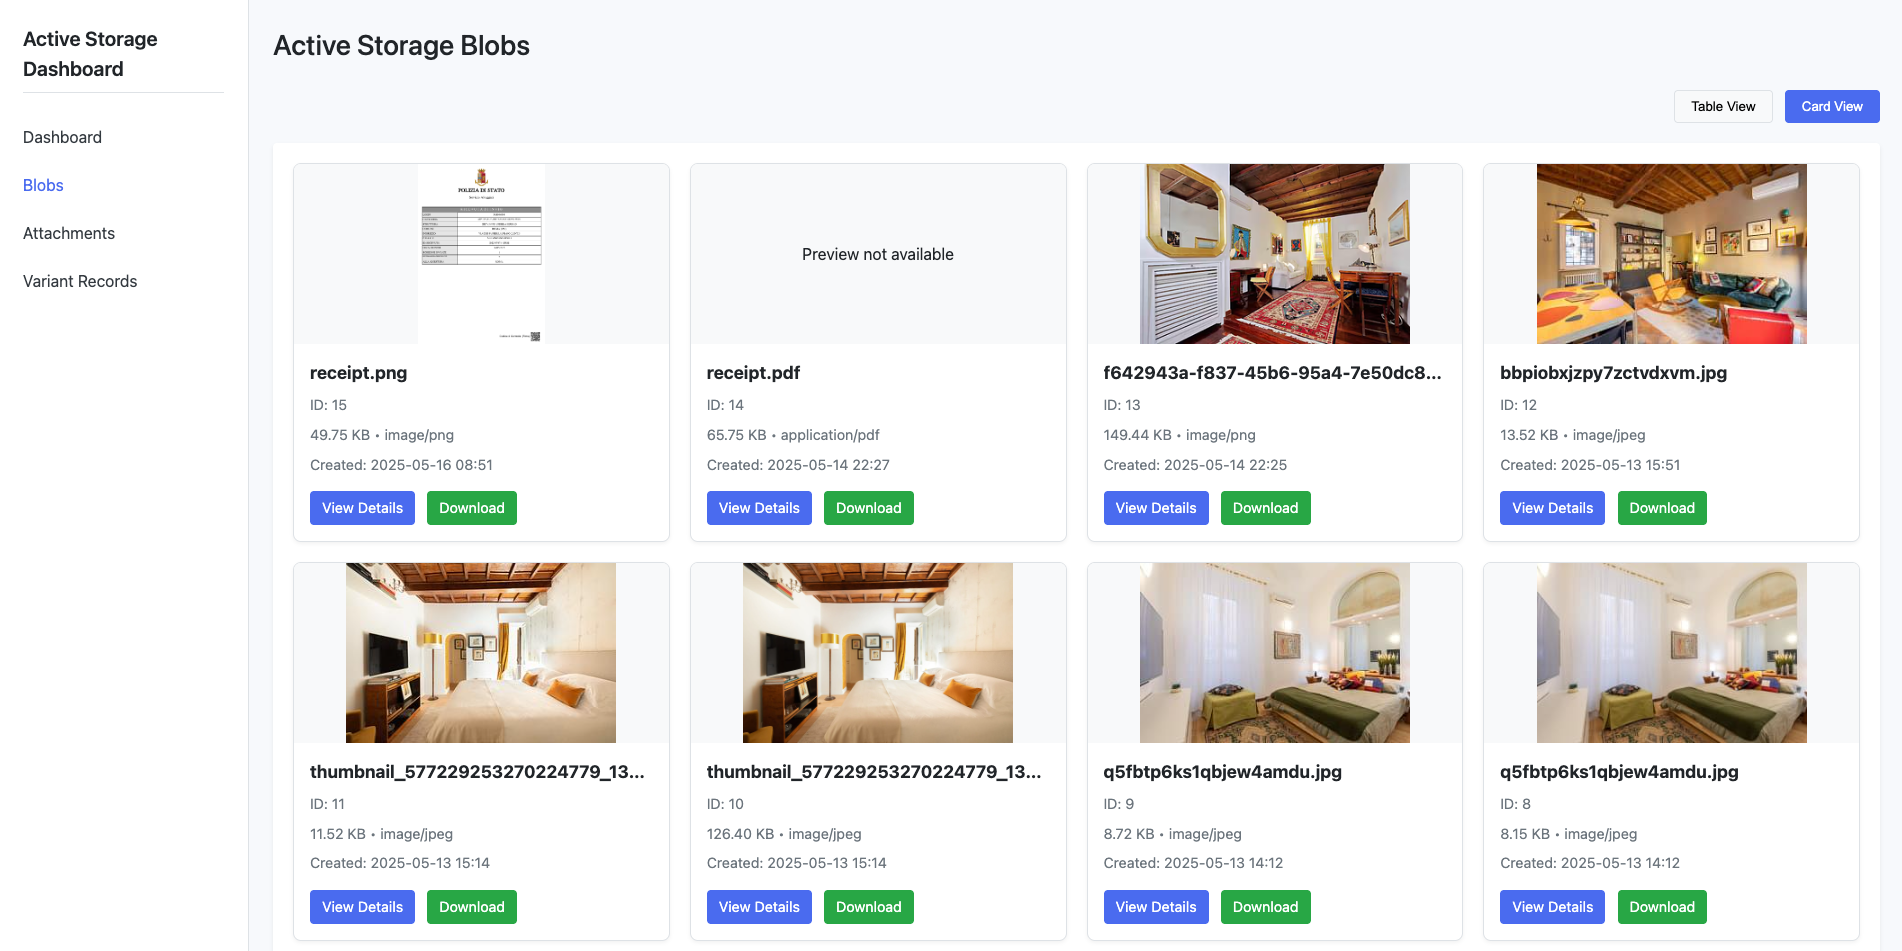 Active Storage
Dashboard
Dashboard
Blobs
Attachments
Variant Records
Active Storage Blobs
Table View
Card View
POLIZIA DI STATO
receipt.png
ID: 15
49.75 KB • image/png
Created: 2025-05-16 08:51
View Details
Download
Preview not available
receipt.pdf
ID: 14
65.75 KB • application/pdf
Created: 2025-05-14 22:27
View Details
Download
f642943a-f837-45b6-95a4-7e50dc8...
ID: 13
149.44 KB • image/png
Created: 2025-05-14 22:25
View Details
Download
bbpiobxjzpy7zctvdxvm.jpg
ID: 12
13.52 KB • image/jpeg
Created: 2025-05-13 15:51
View Details
Download
thumbnail_577229253270224779_13...
ID: 11
11.52 KB • image/jpeg
Created: 2025-05-13 15:14
View Details
Download
thumbnail_577229253270224779_13...
ID: 10
126.40 KB • image/jpeg
Created: 2025-05-13 15:14
View Details
Download
q5fbtp6ks1qbjew4amdu.jpg
ID: 9
8.72 KB • image/jpeg
Created: 2025-05-13 14:12
View Details
Download
q5fbtp6ks1qbjew4amdu.jpg
ID: 8
8.15 KB • image/jpeg
Created: 2025-05-13 14:12
View Details
Download